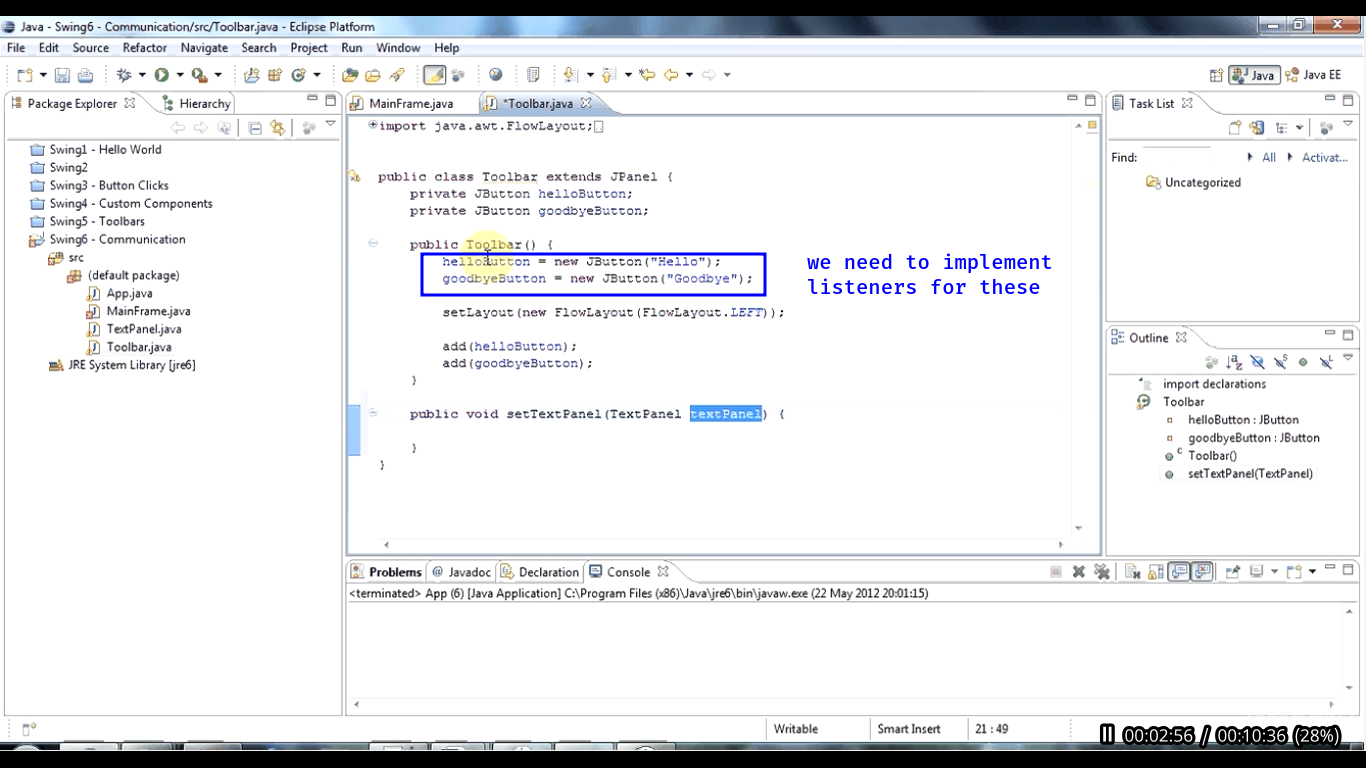 Java - Swing6 - Communication/src/Toolbar.java - Eclipse Platform
File Edit Source Refactor Navigate Search Project Run Window Help
Java Java EE
Package Explorer Hierarchy
Swing1 - Hello World
Swing2
Swing3 - Button Clicks
Swing4 - Custom Components
Swing5 - Toolbars
Swing6 - Communication
src
(default package)
App.java
MainFrame.java
TextPanel.java
Toolbar.java
JRE System Library [jre6]
MainFrame.java *Toolbar.java
import java.awt.FlowLayout;
public class Toolbar extends JPanel {
private JButton helloButton;
private JButton goodbyeButton;
public Toolbar() {
helloButton = new JButton("Hello");
goodbyeButton = new JButton("Goodbye");
setLayout(new FlowLayout(FlowLayout.LEFT));
add(helloButton);
add(goodbyeButton);
}
public void setTextPanel(TextPanel textPanel) {
}
}
we need to implement
listeners for these
Task List
Find: All Activat...
Uncategorized
Outline
import declarations
Toolbar
helloButton : JButton
goodbyeButton : JButton
Toolbar()
setTextPanel(TextPanel)
Problems @ Javadoc Declaration Console
<terminated> App (6) [Java Application] C:\Program Files (x86)\Java\jre6\bin\javaw.exe (22 May 2012 20:01:15)
Writable Smart Insert 21 : 49
00:02:56 / 00:10:36 (28%)